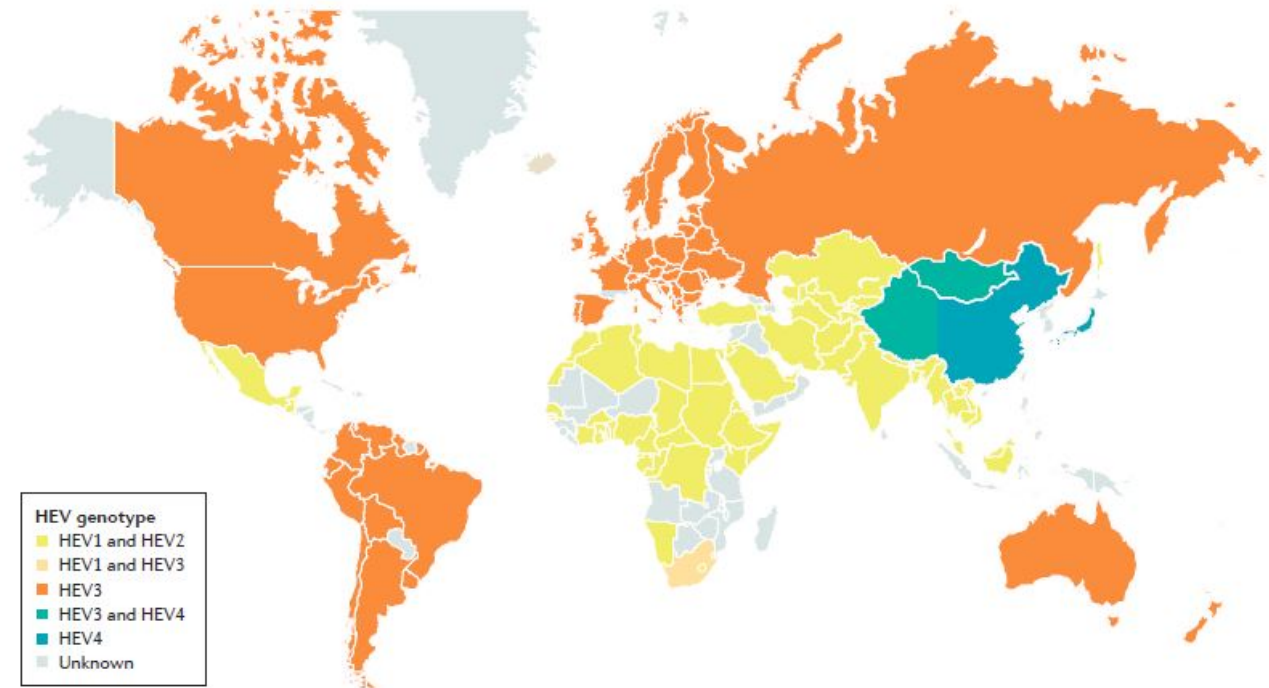 HEV genotype
HEV1 and HEV2
HEV1 and HEV3
HEV3
HEV3 and HEV4
HEV4
Unknown